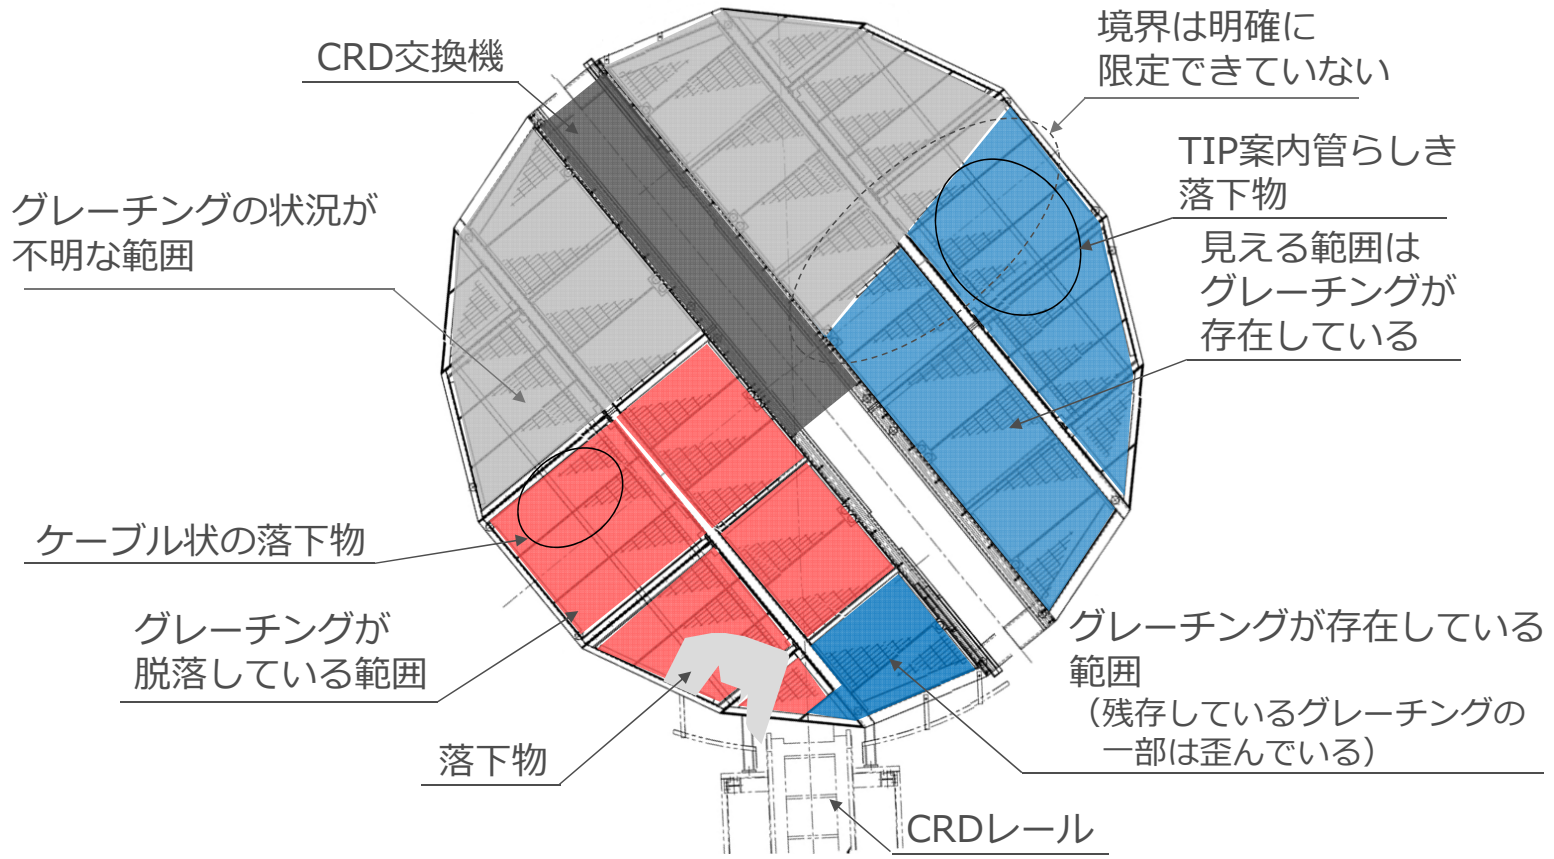 CRD交換機
境界は明確に
限定できていない
TIP案内管らしき
落下物
グレーチングの状況が
不明な範囲
見える範囲は
グレーチングが
存在している
ケーブル状の落下物
グレーチングが
脱落している範囲
グレーチングが存在している
範囲
（残存しているグレーチングの
一部は歪んでいる）
落下物
CRDレール